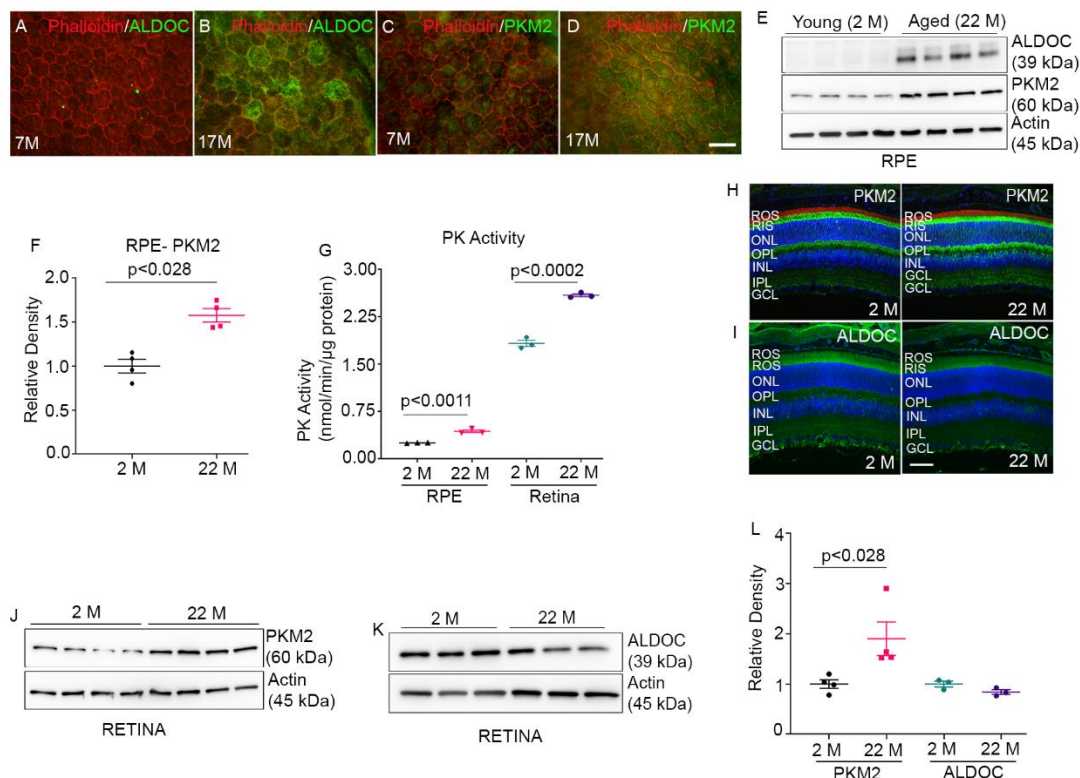 A
Phalloidin/ALDOC
7M
B
Phalloidin/ALDOC
17M
C
Phalloidin/PKM2
7M
D
Phalloidin/PKM2
17M
E
Young (2 M)
Aged (22 M)
ALDOC
(39 kDa)
PKM2
(60 kDa)
Actin
(45 kDa)
RPE
F
RPE- PKM2
p<0.028
Relative Density
2.0
1.5
1.0
0.5
0.0
2 M
22 M
G
PK Activity
p<0.0002
p<0.0011
PK Activity
(nmol/min/µg protein)
3.00
2.25
1.50
0.75
0.00
2 M
22 M
2 M
22 M
RPE
Retina
H
PKM2
ROS
RIS
ONL
OPL
INL
IPL
GCL
2 M
PKM2
ROS
RIS
ONL
OPL
INL
IPL
GCL
22 M
I
ALDOC
ROS
ROS
ONL
OPL
INL
IPL
GCL
2 M
ALDOC
ROS
RIS
ONL
OPL
INL
IPL
GCL
22 M
J
2 M
22 M
PKM2
(60 kDa)
Actin
(45 kDa)
RETINA
K
2 M
22 M
ALDOC
(39 kDa)
Actin
(45 kDa)
RETINA
L
p<0.028
Relative Density
4
3
2
1
0
2 M
22 M
2 M
22 M
PKM2
ALDOC